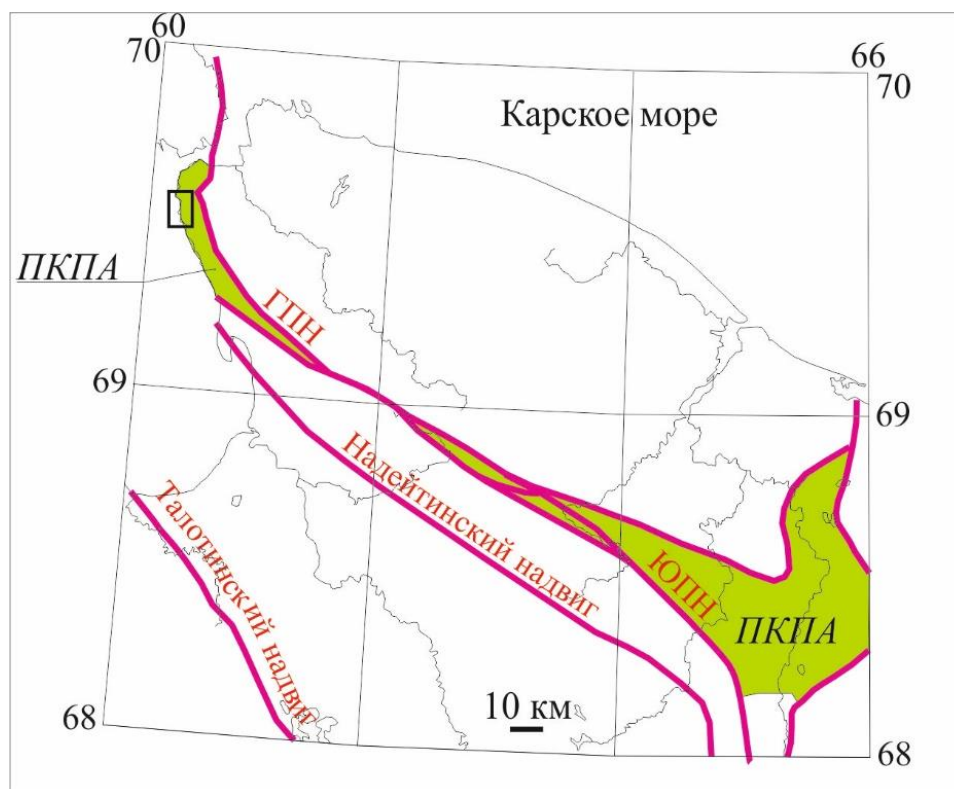 60
70
66
70
Карское море
ПКПА
ГПН
69
69
Надейтинский надвиг
Талотинский надвиг
ЮПН
ПКПА
10 км
68
68